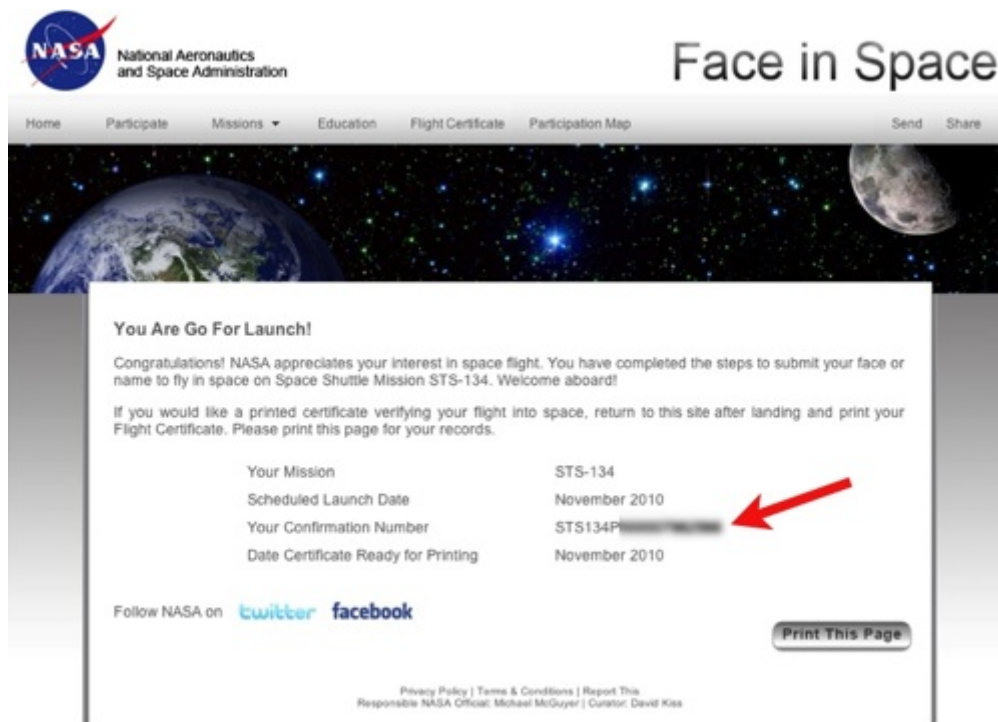 NASA
National Aeronautics
and Space Administration
Face in Space
Home Participate Missions Education Flight Certificate Participation Map Send Share
You Are Go For Launch!
Congratulations! NASA appreciates your interest in space flight. You have completed the steps to submit your face or
name to fly in space on Space Shuttle Mission STS-134. Welcome aboard!
If you would like a printed certificate verifying your flight into space, return to this site after landing and print your
Flight Certificate. Please print this page for your records.
Your Mission STS-134
Scheduled Launch Date November 2010
Your Confirmation Number STS134P
Date Certificate Ready for Printing November 2010
Follow NASA on twitter facebook
Print This Page
Privacy Policy | Terms & Conditions | Report This
Responsible NASA Official: Michael McGuyer | Curator: David Kiss